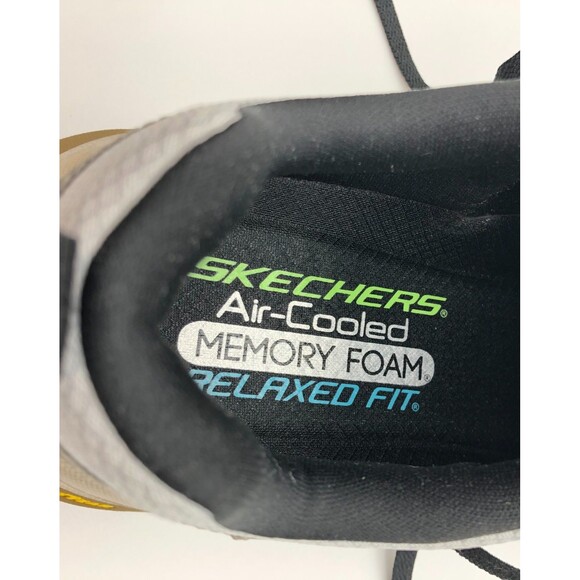 SKECHERS®
Air-Cooled
MEMORY FOAM®
RELAXED FIT®